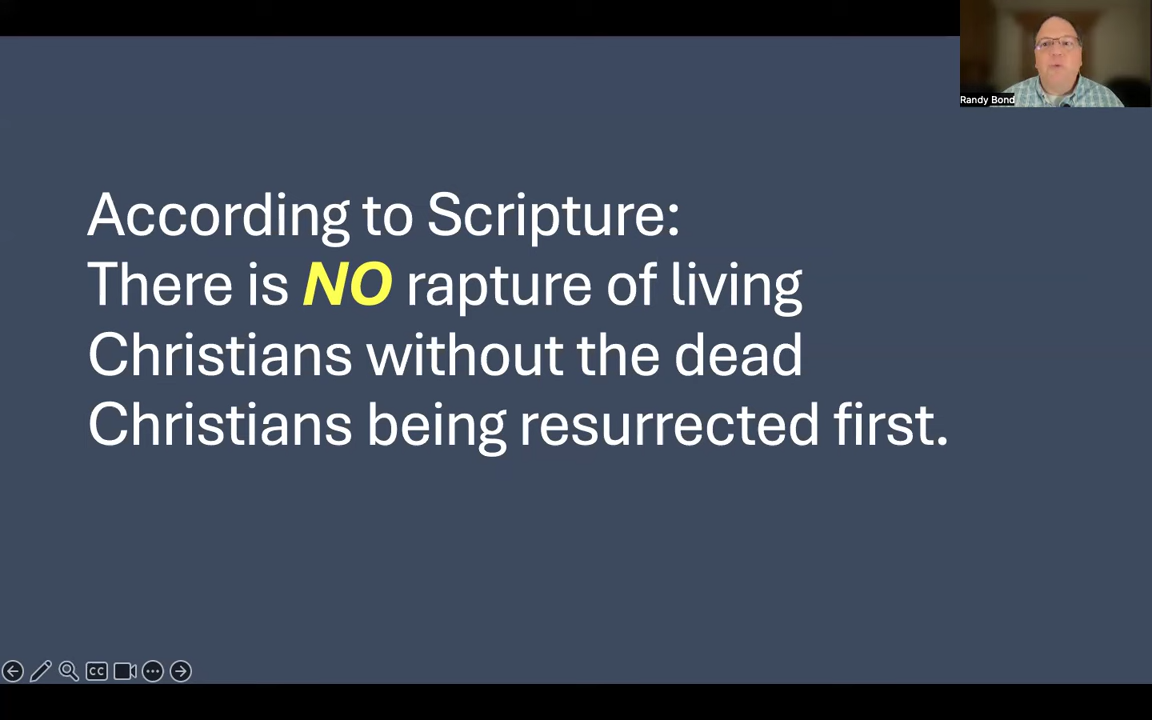 Randy Bond
According to Scripture:
There is NO rapture of living
Christians without the dead
Christians being resurrected first.
CC